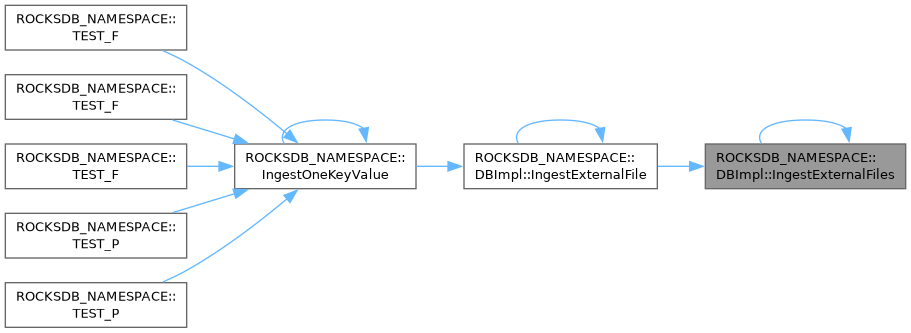 ROCKSDB_NAMESPACE::
TEST_F
ROCKSDB_NAMESPACE::
TEST_F
ROCKSDB_NAMESPACE::
TEST_F
ROCKSDB_NAMESPACE::
TEST_P
ROCKSDB_NAMESPACE::
TEST_P
ROCKSDB_NAMESPACE::
IngestOneKeyValue
ROCKSDB_NAMESPACE::
DBImpl::IngestExternalFile
ROCKSDB_NAMESPACE::
DBImpl::IngestExternalFiles